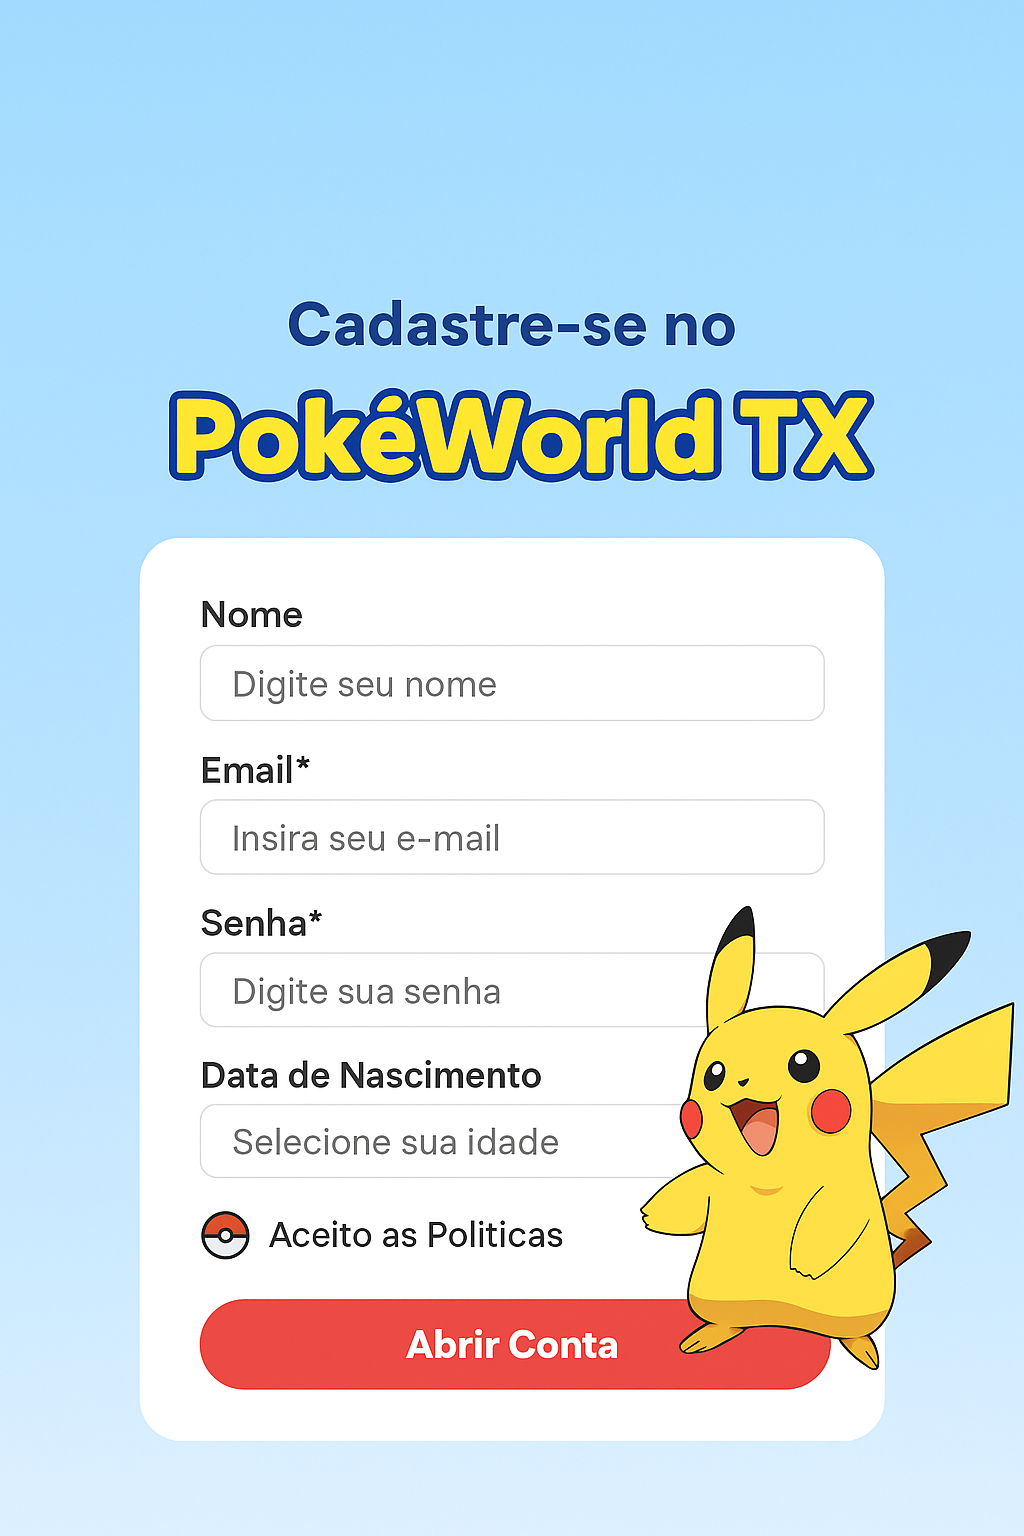 Cadastre-se no
PokéWorld TX
Nome
Digite seu nome
Email*
Insira seu e-mail
Senha*
Digite sua senha
Data de Nascimento
Selecione sua idade
Aceito as Politicas
Abrir Conta